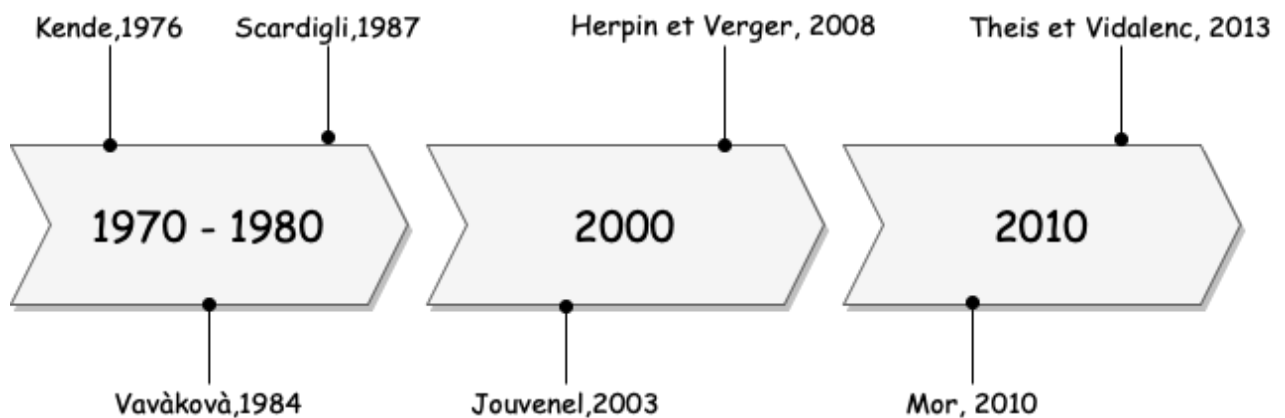 Kende,1976
Scardigli,1987
Herpin et Verger, 2008
Theis et Vidalenc, 2013
1970 - 1980
2000
2010
Vavàkovà,1984
Jouvenel,2003
Mor, 2010